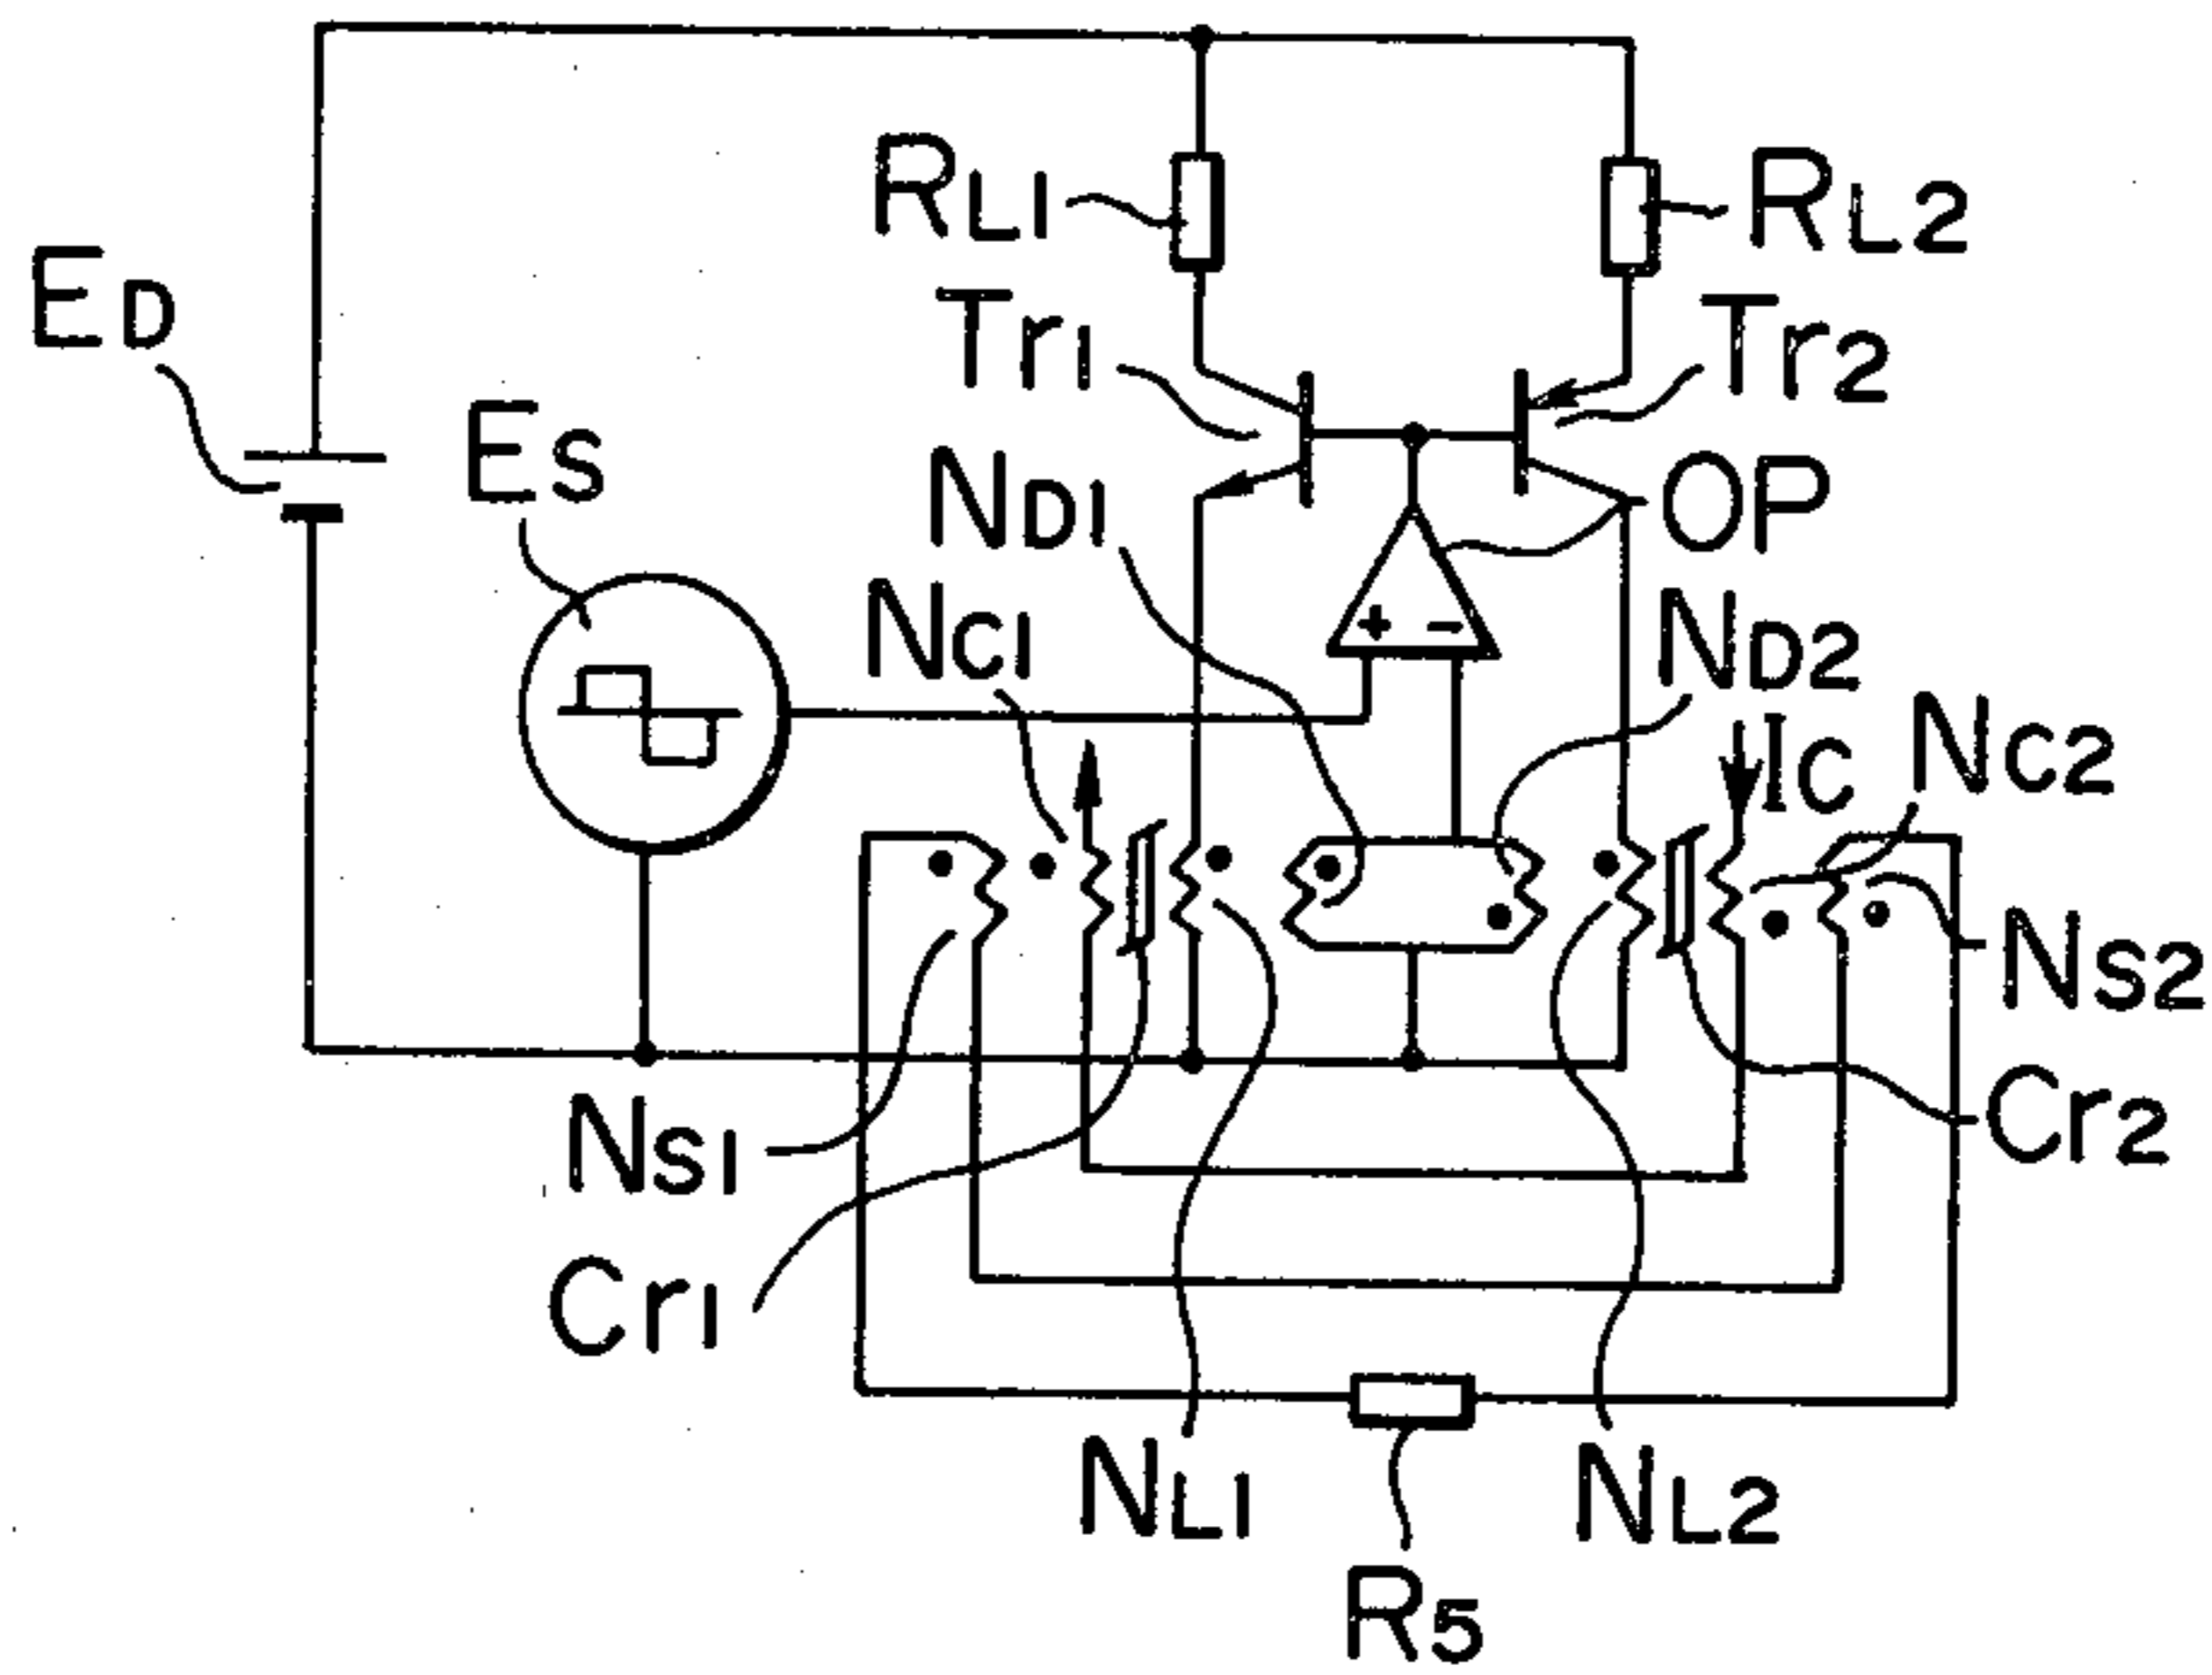 RL1
RL2
ED
Tr1
Tr2
ES
ND1
OP
NC1
+ -
ND2
IC
NC2
NS2
NS1
Cr2
Cr1
NL1
NL2
R5